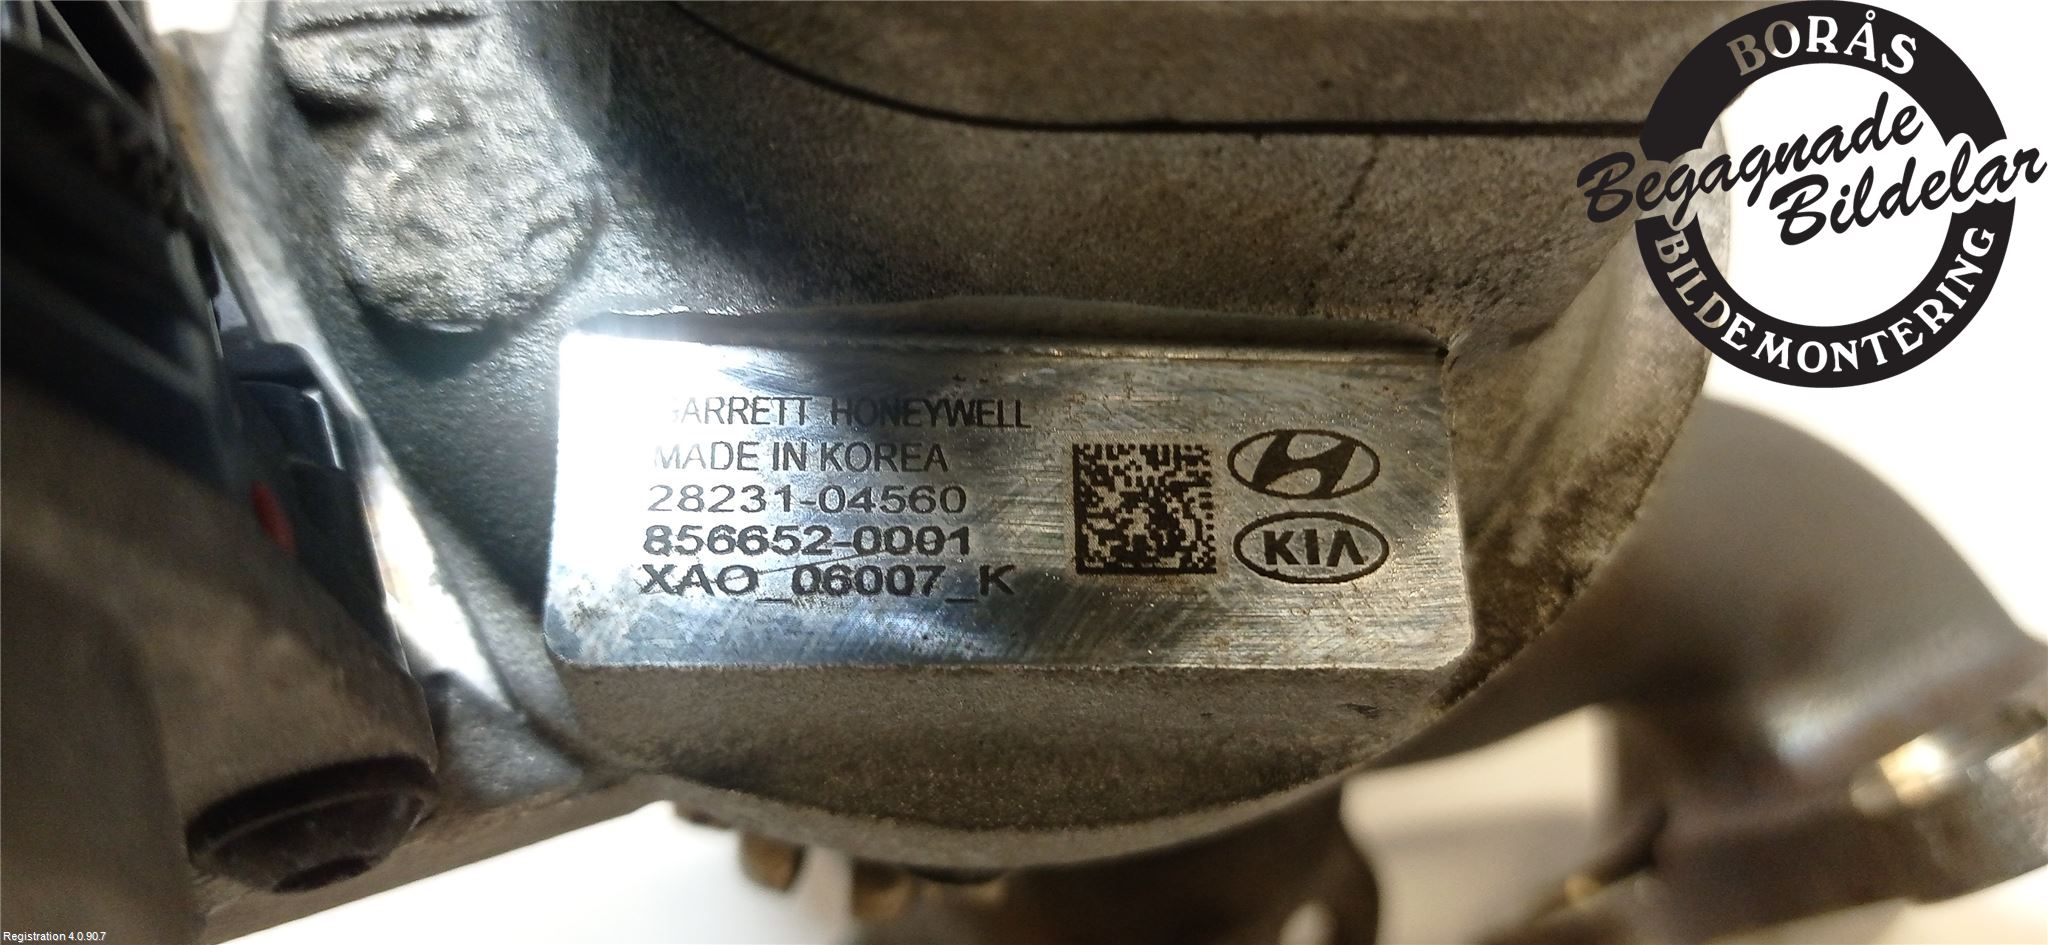 GARRETT HONEYWELL
MADE IN KOREA
28231-04560
856652-0001
XAO_06007_K
KIA
BORÅS
Begagnade
Bildelar
BILDEMONTERING
Registration 4.0.90.7